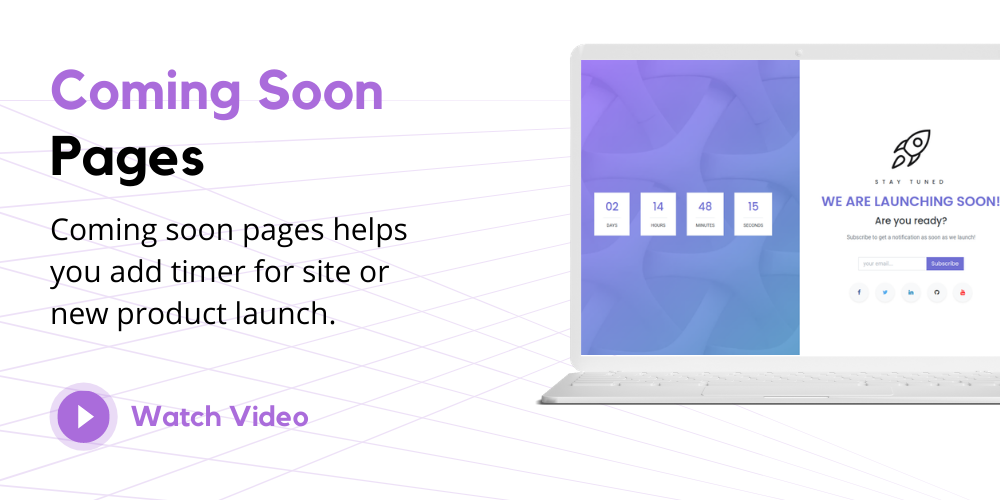 Coming Soon
Pages
Coming soon pages helps
you add timer for site or
new product launch.
Watch Video
02 14 48 15
DAYS HOURS MINUTES SECONDS
STAY TUNED
WE ARE LAUNCHING SOON!
Are you ready?
Subscribe to get a notification as soon as we launch!
your email... Subscribe